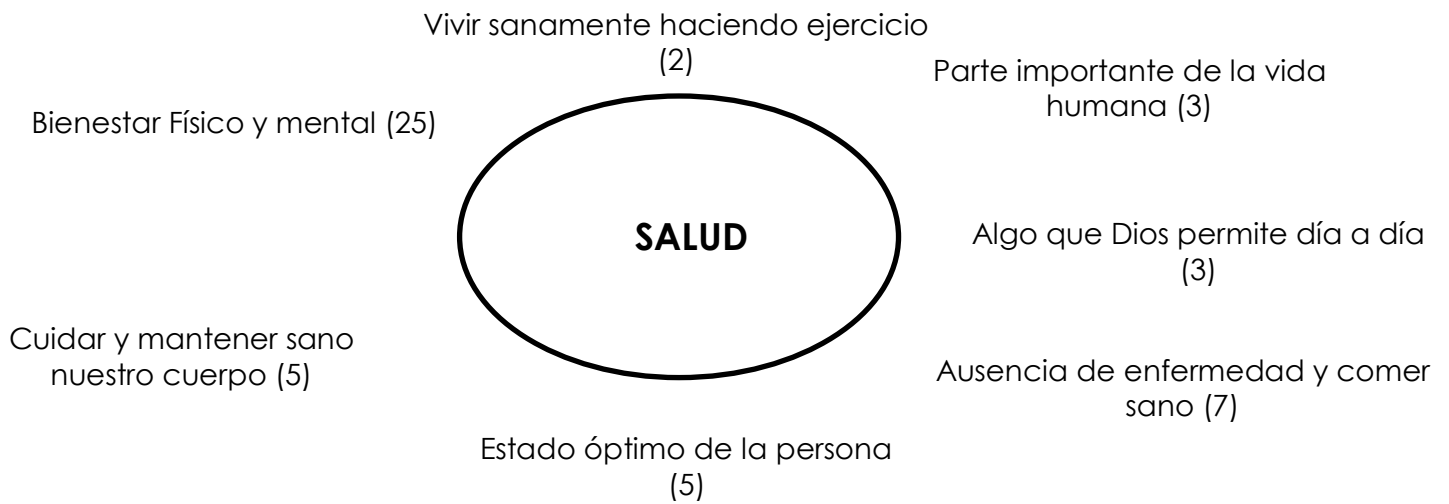 Vivir sanamente haciendo ejercicio
(2)
Parte importante de la vida
humana (3)
Bienestar Físico y mental (25)
SALUD
Algo que Dios permite día a día
(3)
Cuidar y mantener sano
nuestro cuerpo (5)
Ausencia de enfermedad y comer
sano (7)
Estado óptimo de la persona
(5)